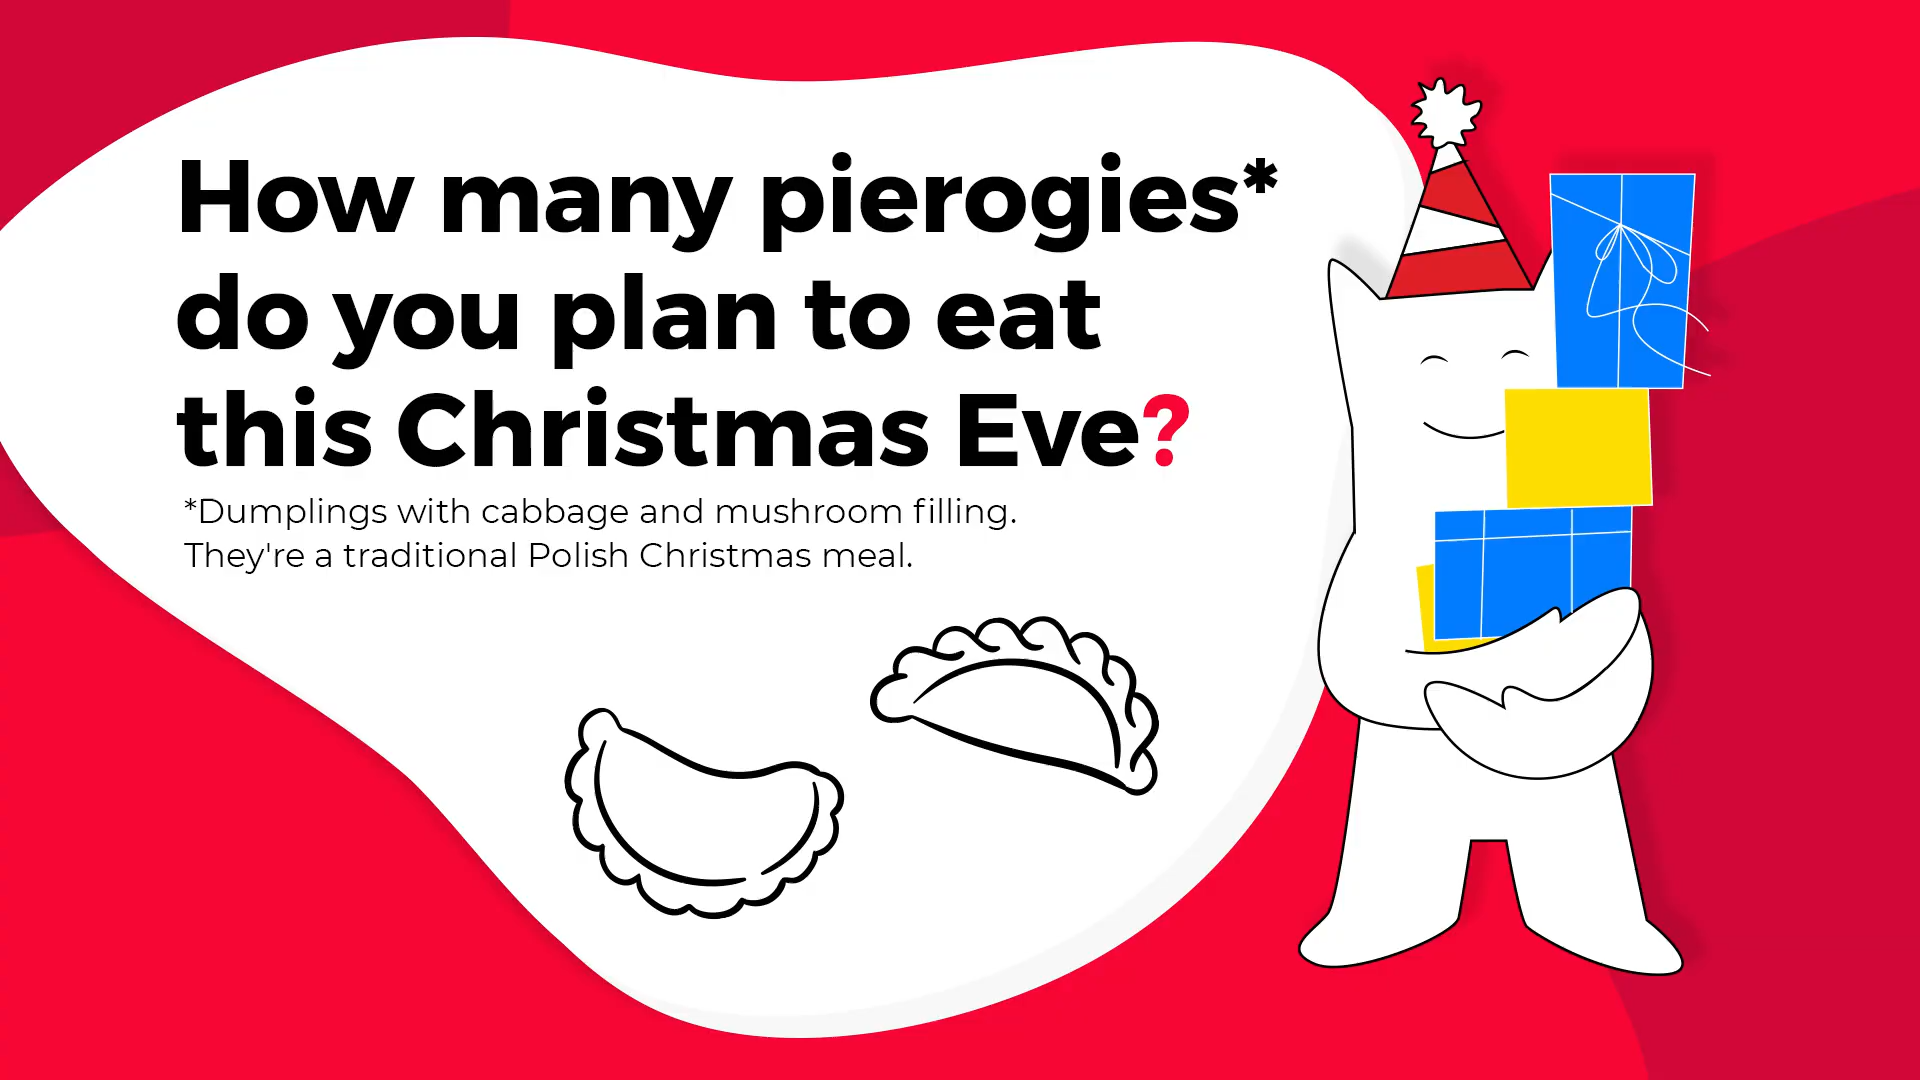 How many pierogies*
do you plan to eat
this Christmas Eve?
*Dumplings with cabbage and mushroom filling.
They're a traditional Polish Christmas meal.